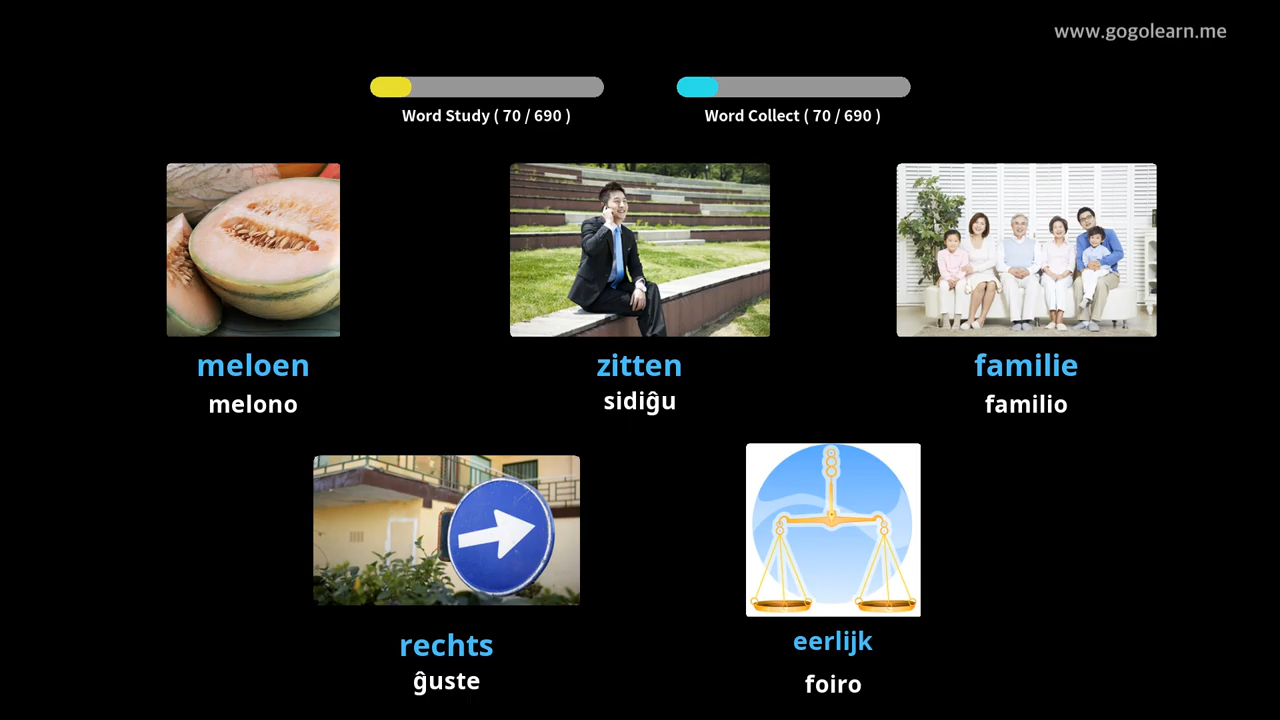 www.gogolearn.me
Word Study ( 70 / 690 )
Word Collect ( 70 / 690 )
meloen
melono
zitten
sidiĝu
familie
familio
rechts
ĝuste
eerlijk
foiro